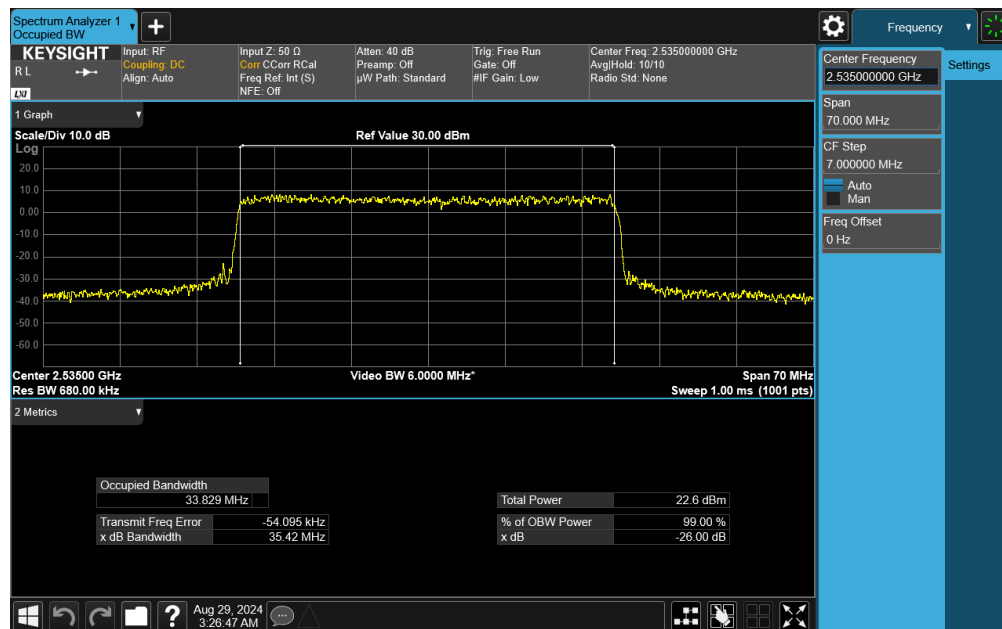 Spectrum Analyzer 1
Occupied BW
Frequency
KEYSIGHT
R L
LXI
Input: RF
Coupling: DC
Align: Auto
Input Z: 50 Ω
Corr CCorr RCal
Freq Ref: Int (S)
NFE: Off
Atten: 40 dB
Preamp: Off
µW Path: Standard
Trig: Free Run
Gate: Off
#IF Gain: Low
Center Freq: 2.535000000 GHz
Avg|Hold: 10/10
Radio Std: None
Center Frequency
2.535000000 GHz
Settings
Span
70.000 MHz
CF Step
7.000000 MHz
Auto
Man
Freq Offset
0 Hz
1 Graph
Scale/Div 10.0 dB
Ref Value 30.00 dBm
Log
20.0
10.0
0.00
-10.0
-20.0
-30.0
-40.0
-50.0
-60.0
Center 2.53500 GHz
Video BW 6.0000 MHz*
Span 70 MHz
Res BW 680.00 kHz
Sweep 1.00 ms (1001 pts)
2 Metrics
Occupied Bandwidth
33.829 MHz
Total Power 22.6 dBm
Transmit Freq Error -54.095 kHz
% of OBW Power 99.00 %
x dB Bandwidth 35.42 MHz
x dB -26.00 dB
?
Aug 29, 2024
3:26:47 AM